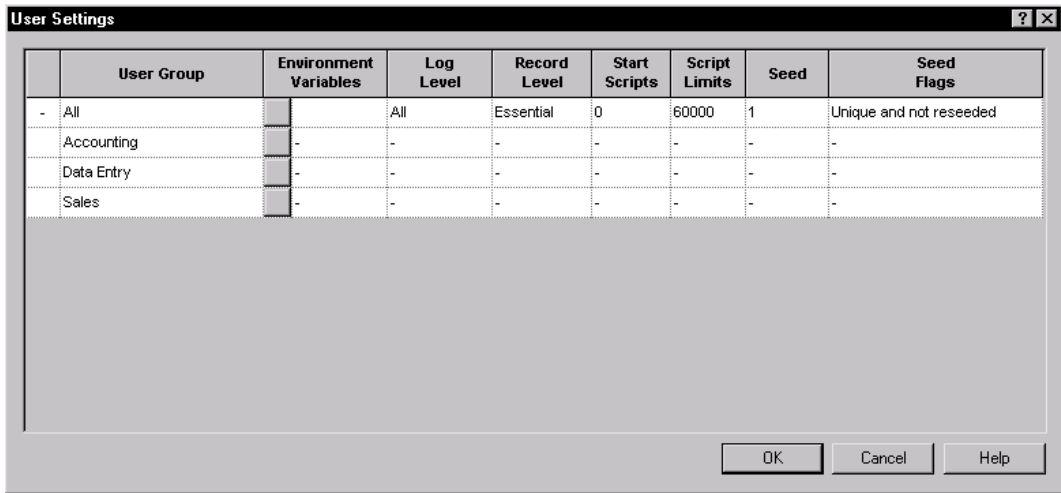 User Settings
User Group Environment Variables Log Level Record Level Start Scripts Script Limits Seed Seed Flags
- All All Essential 0 60000 1 Unique and not reseeded
Accounting - - - - - - -
Data Entry - - - - - - -
Sales - - - - - - -
OK Cancel Help